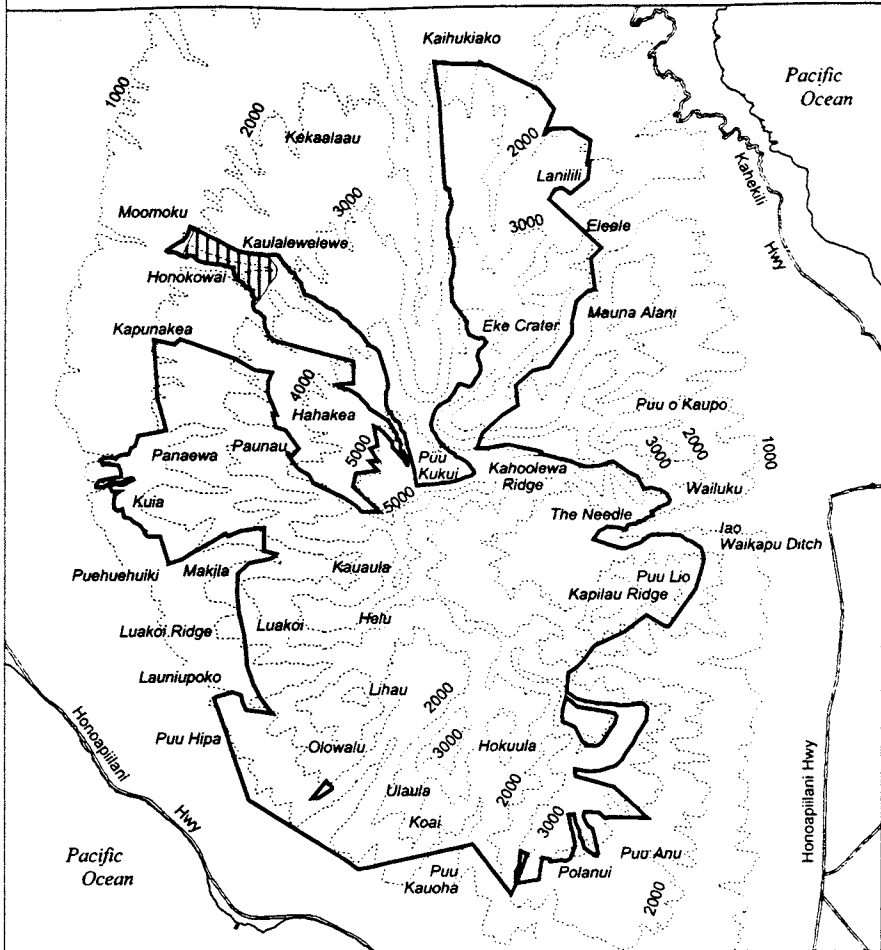 Kaihukiako
Pacific
Ocean
1000
2000
Kekaalaau
2000
Kahekili
Hwy
Lanilili
3000
Moomoku
Kaulalewelewe
3000
Eleele
Honokowai
Kapunakea
Eke Crater
Mauna Alani
4000
Hahakea
Puu o Kaupo
3000
2000
1000
Panaewa
Paunau
5000
Puu
Kukui
Kahoolewa
Ridge
Wailuku
Kuia
5000
The Needle
Iao
Waikapu Ditch
Puehuehuiki
Makila
Kauaula
Puu Lio
Kapilau Ridge
Luakoi Ridge
Luakoi
Helu
Launiupoko
Lihau
2000
Honoapiilani
Hwy
Puu Hipa
Olowalu
3000
Hokuula
Ulaula
2000
Honoapiilani Hwy
Koai
3000
Pacific
Ocean
Puu
Kauoha
Polanui
Puu Anu
2000